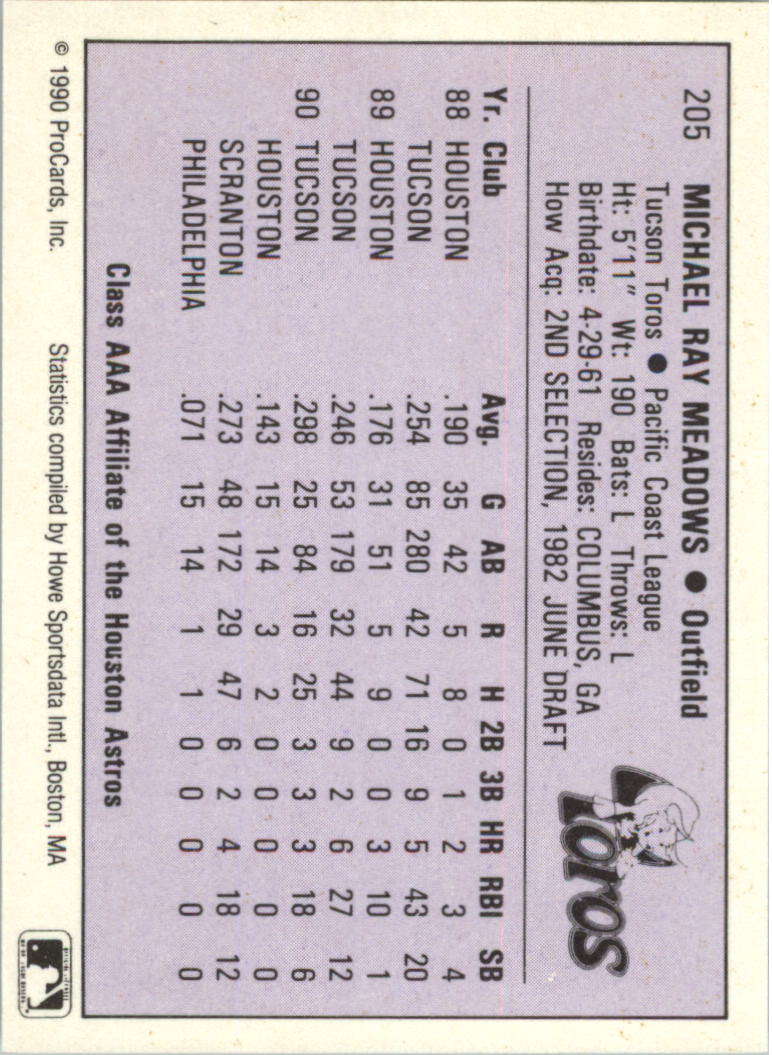 205 MICHAEL RAY MEADOWS ● Outfield
Tucson Toros ● Pacific Coast League
Ht: 5'11" Wt: 190 Bats: L Throws: L
Birthdate: 4-29-61 Resides: COLUMBUS, GA
How Acq: 2ND SELECTION, 1982 JUNE DRAFT
Toros
Yr. Club Avg. G AB R H 2B 3B HR RBI SB
88 HOUSTON .190 35 42 5 8 0 1 2 3 4
TUCSON .254 85 280 42 71 16 9 5 43 20
89 HOUSTON .176 31 51 5 9 0 0 3 10 1
TUCSON .246 53 179 32 44 9 2 6 27 12
90 TUCSON .298 25 84 16 25 3 3 3 18 6
HOUSTON .143 15 14 3 2 0 0 0 0 0
SCRANTON .273 48 172 29 47 6 2 4 18 12
PHILADELPHIA .071 15 14 1 1 0 0 0 0 0
Class AAA Affiliate of the Houston Astros
© 1990 ProCards, Inc. Statistics compiled by Howe Sportsdata Intl., Boston, MA